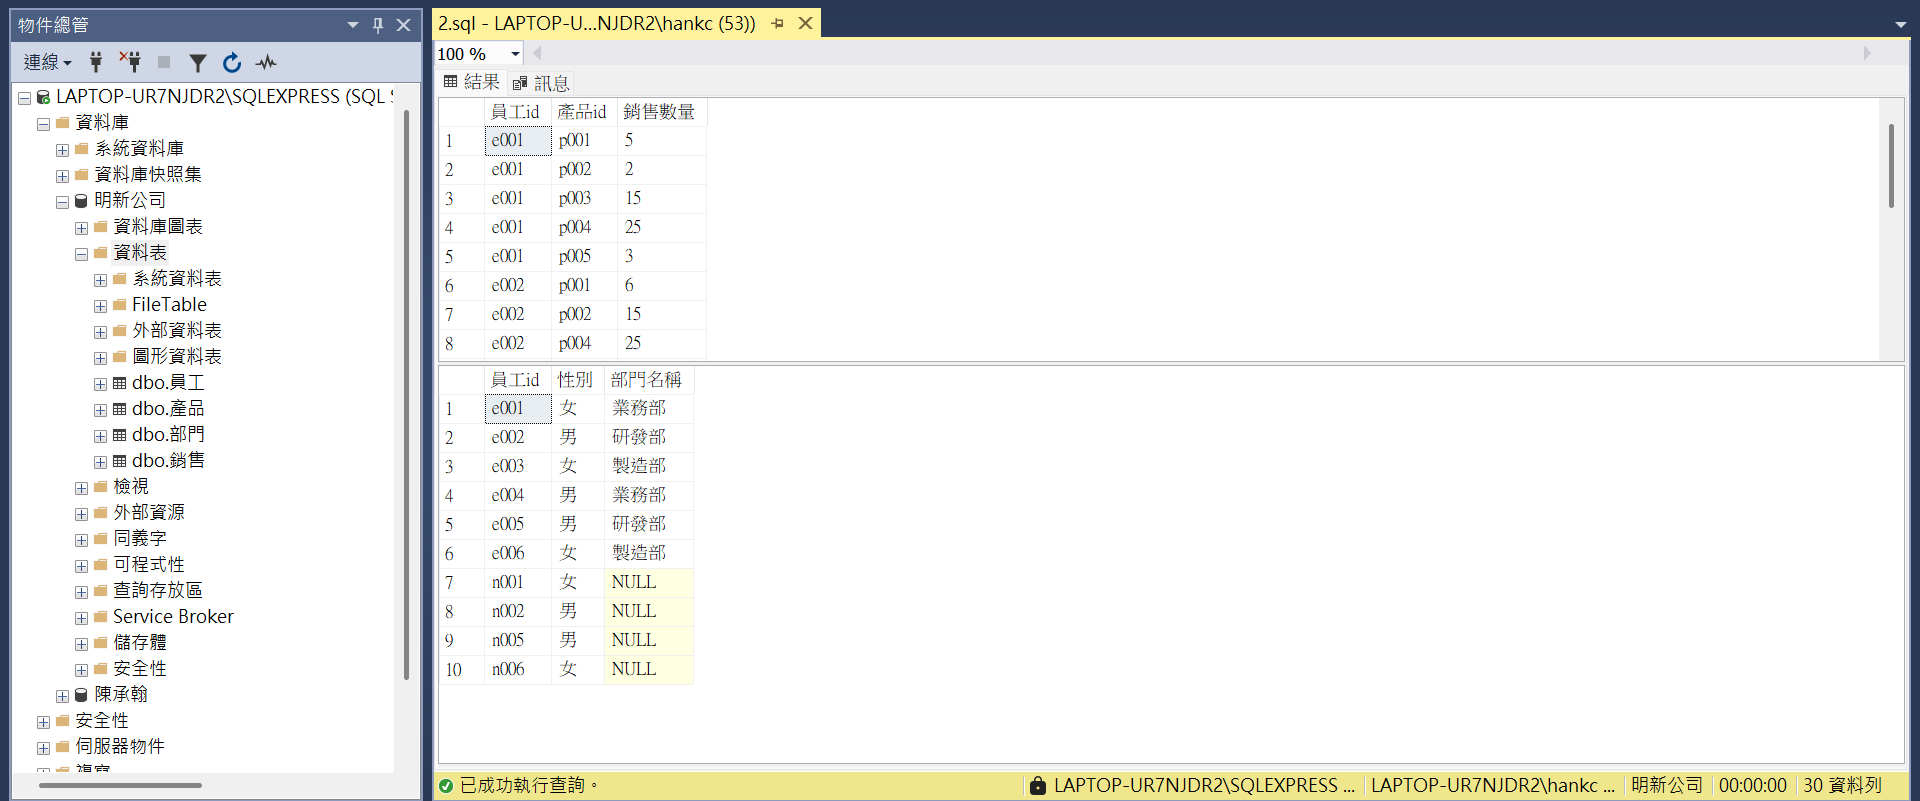 物件總管
連線
LAPTOP-UR7NJDR2\SQLEXPRESS (SQL S
資料庫
系統資料庫
資料庫快照集
明新公司
資料庫圖表
資料表
系統資料表
FileTable
外部資料表
圖形資料表
dbo.員工
dbo.產品
dbo.部門
dbo.銷售
檢視
外部資源
同義字
可程式性
查詢存放區
Service Broker
儲存體
安全性
陳承翰
安全性
伺服器物件
複寫
2.sql - LAPTOP-U...NJDR2\hankc (53))
100 %
結果 訊息
員工id 產品id 銷售數量
1 e001 p001 5
2 e001 p002 2
3 e001 p003 15
4 e001 p004 25
5 e001 p005 3
6 e002 p001 6
7 e002 p002 15
8 e002 p004 25
員工id 性別 部門名稱
1 e001 女 業務部
2 e002 男 研發部
3 e003 女 製造部
4 e004 男 業務部
5 e005 男 研發部
6 e006 女 製造部
7 n001 女 NULL
8 n002 男 NULL
9 n005 男 NULL
10 n006 女 NULL
已成功執行查詢。 LAPTOP-UR7NJDR2\SQLEXPRESS ... LAPTOP-UR7NJDR2\hankc ... 明新公司 00:00:00 30 資料列